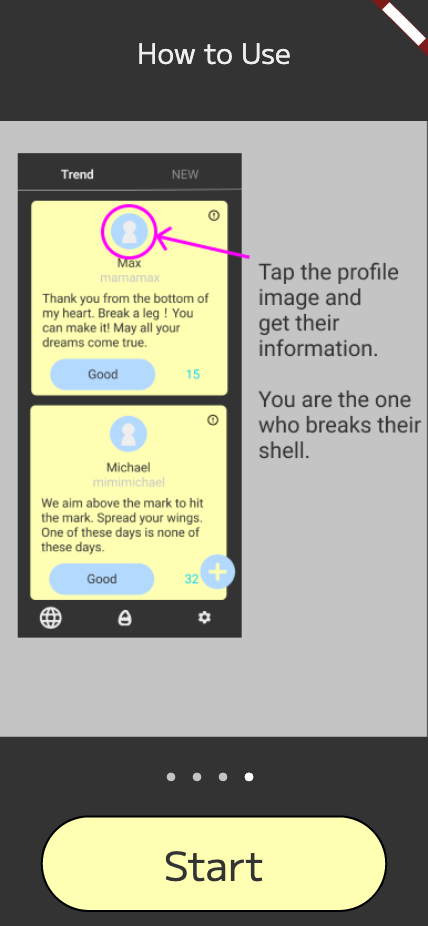 How to Use
Trend NEW
Max
mamamax
Thank you from the bottom of
my heart. Break a leg ! You
can make it! May all your
dreams come true.
Good 15
Michael
mimimichael
We aim above the mark to hit
the mark. Spread your wings.
One of these days is none of
these days.
Good 32
Tap the profile
image and
get their
information.
You are the one
who breaks their
shell.
Start